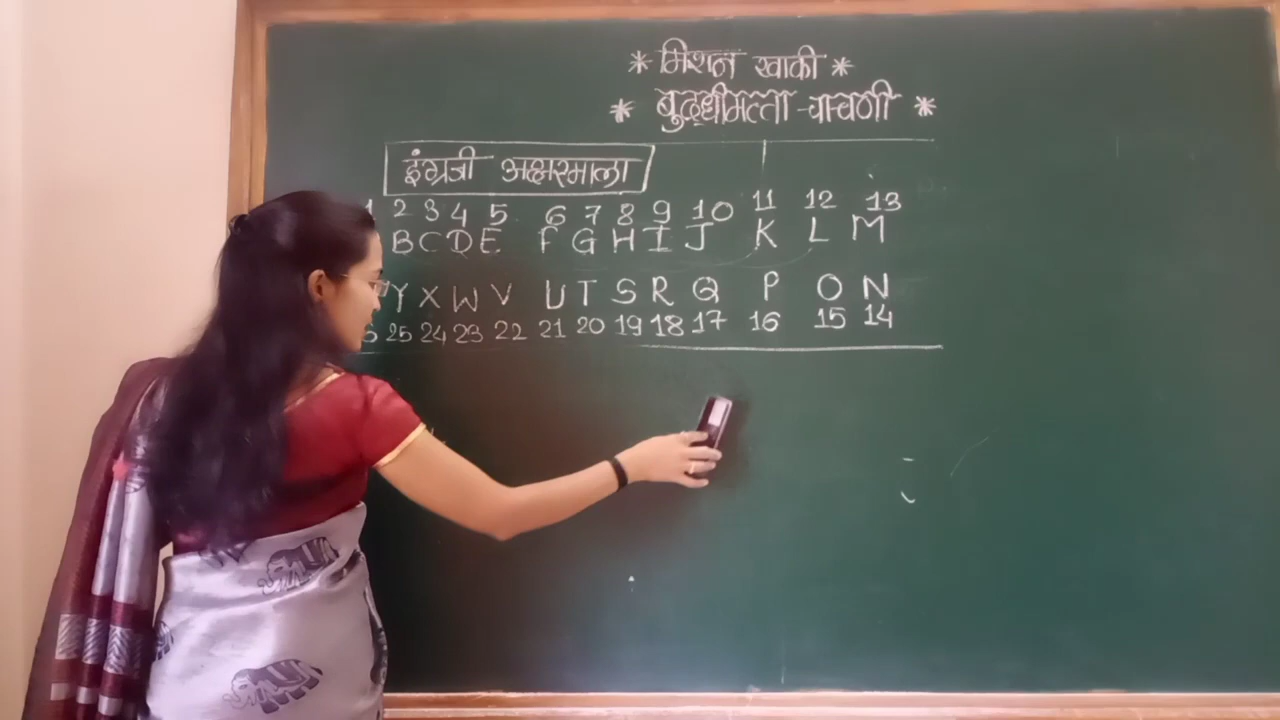 * मिशन खाकी *
* बुद्धीमत्ता-चाचणी *
इंग्रजी अक्षरमाला
1 2 3 4 5 6 7 8 9 10 11 12 13
B C D E F G H I J K L M
Y X W V U T S R Q P O N
25 24 23 22 21 20 19 18 17 16 15 14